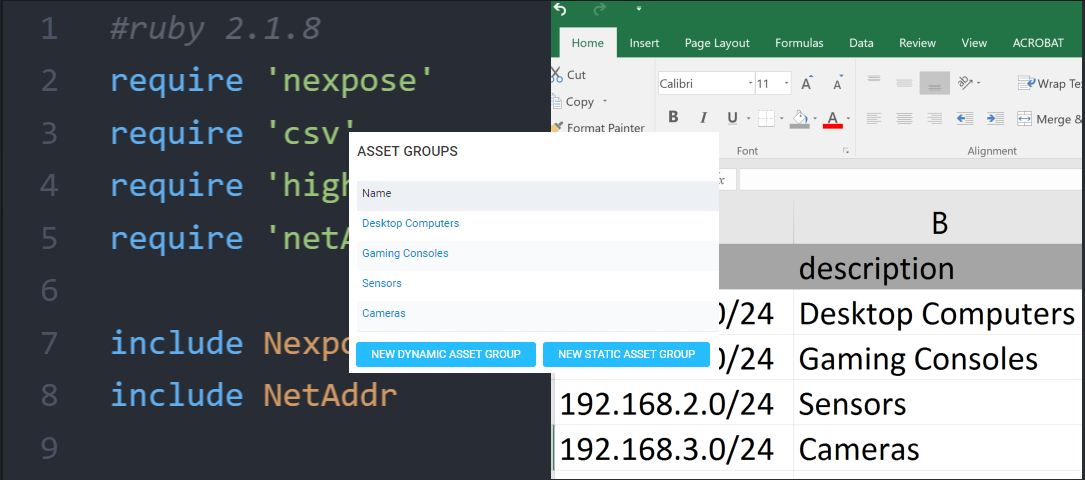 1 #ruby 2.1.8
2 require 'nexpose'
3 require 'csv'
4 require 'high
5 require 'net
6
7 include Nexpo
8 include NetAddr
9
ASSET GROUPS
Name
Desktop Computers
Gaming Consoles
Sensors
Cameras
NEW DYNAMIC ASSET GROUP NEW STATIC ASSET GROUP
Home Insert Page Layout Formulas Data Review View ACROBAT
Cut
Copy
Format Painter
Calibri 11
B I U A
Font
Wrap Te
Merge &
Alignment
B
description
0/24 Desktop Computers
0/24 Gaming Consoles
192.168.2.0/24 Sensors
192.168.3.0/24 Cameras